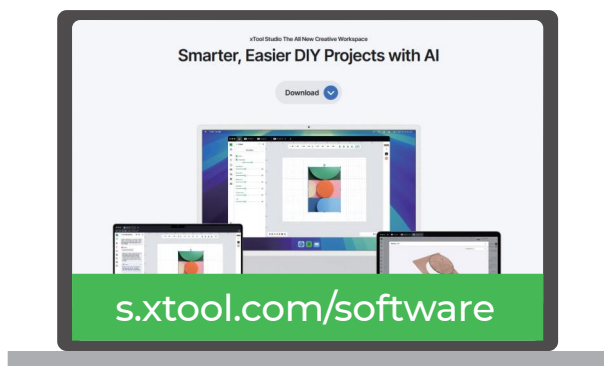 xTool Studio The All New Creative Workspace
Smarter, Easier DIY Projects with AI
Download
s.xtool.com/software